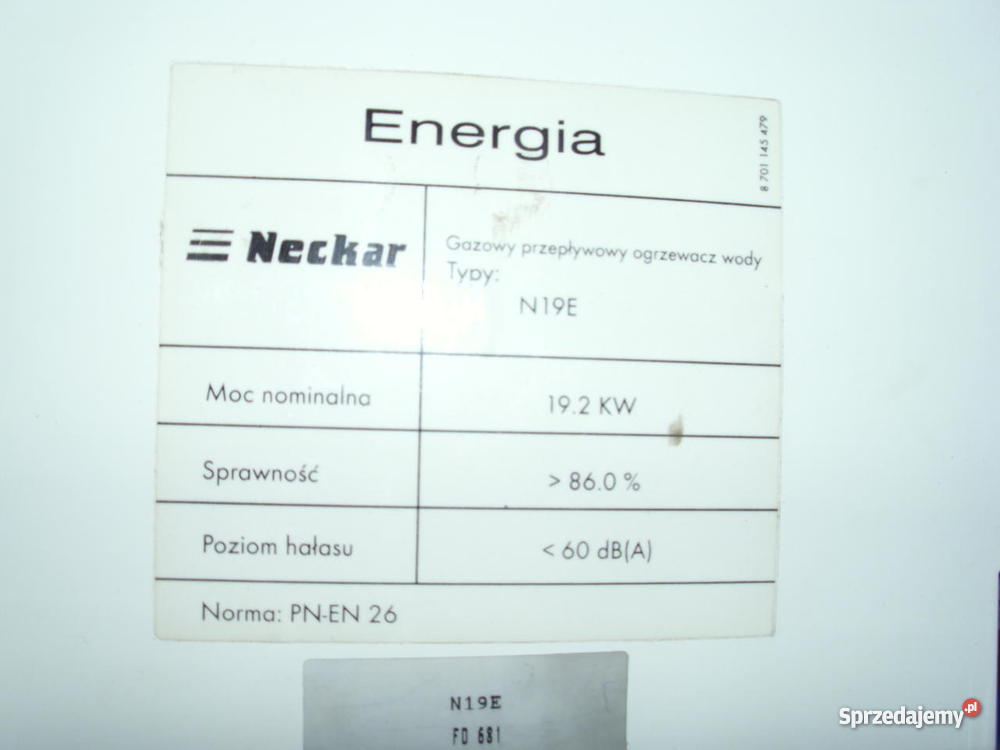 Energia
8 701 145 479
Neckar
Gazowy przepływowy ogrzewacz wody
Typy:
N19E
Moc nominalna
19.2 KW
Sprawność
> 86.0 %
Poziom hałasu
< 60 dB(A)
Norma: PN-EN 26
N19E
FD 681
Sprzedajemy.pl